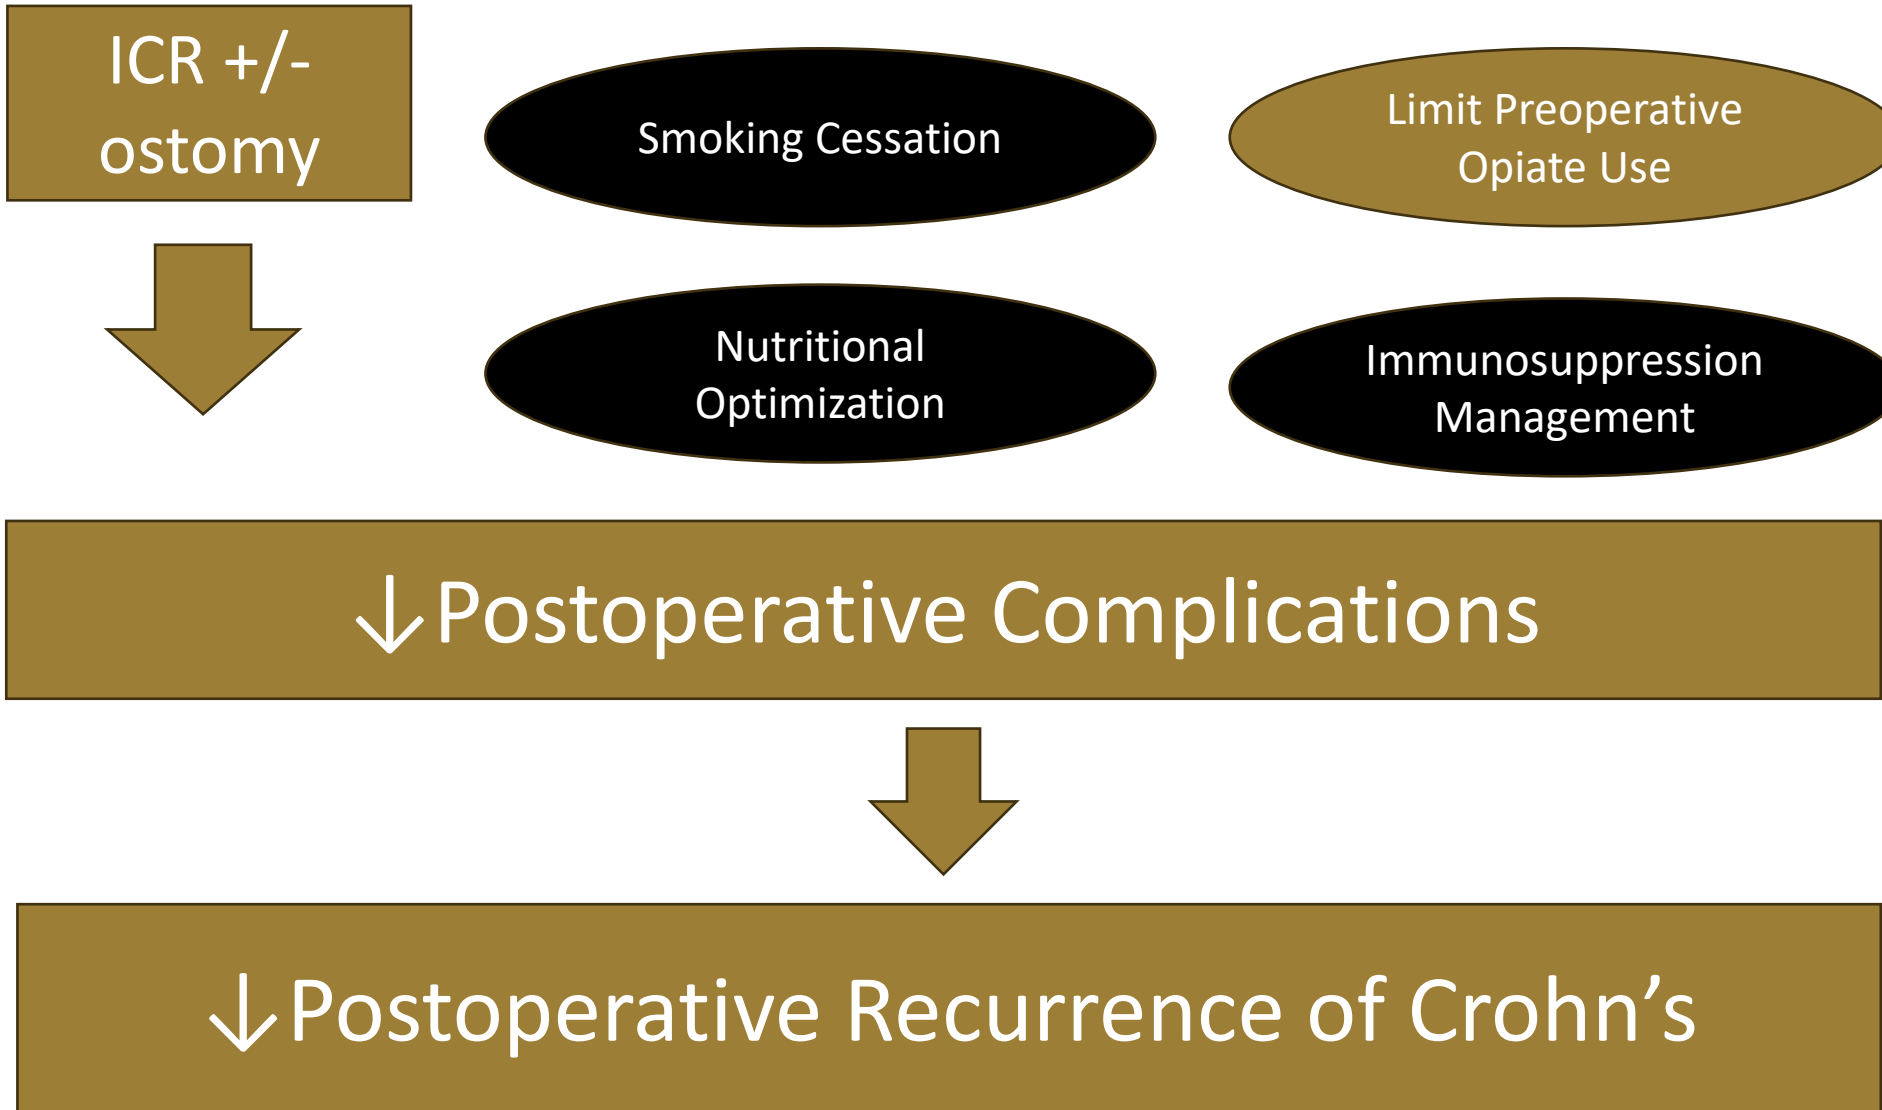 ICR +/-
ostomy
Smoking Cessation
Limit Preoperative
Opiate Use
Nutritional
Optimization
Immunosuppression
Management
↓Postoperative Complications
↓Postoperative Recurrence of Crohn’s